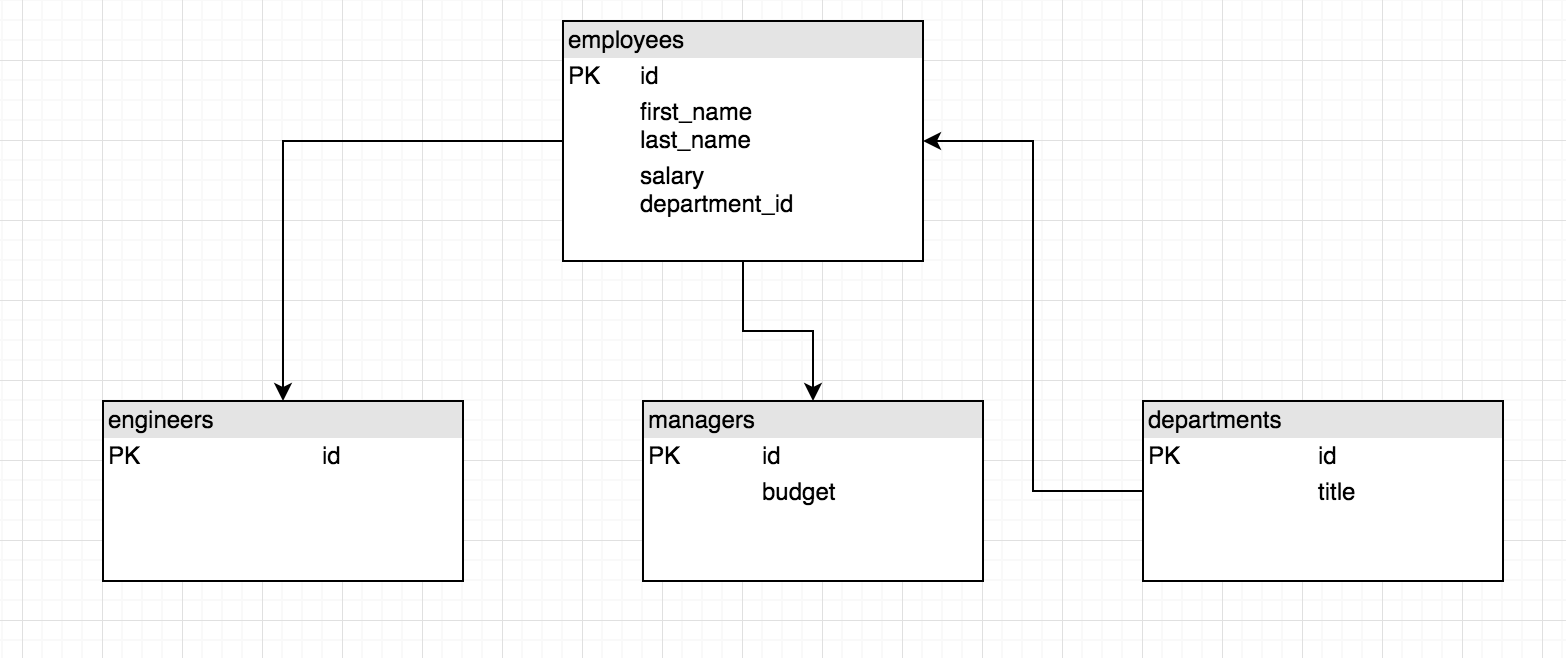 employees
PK id
first_name
last_name
salary
department_id
engineers
PK id
managers
PK id
budget
departments
PK id
title